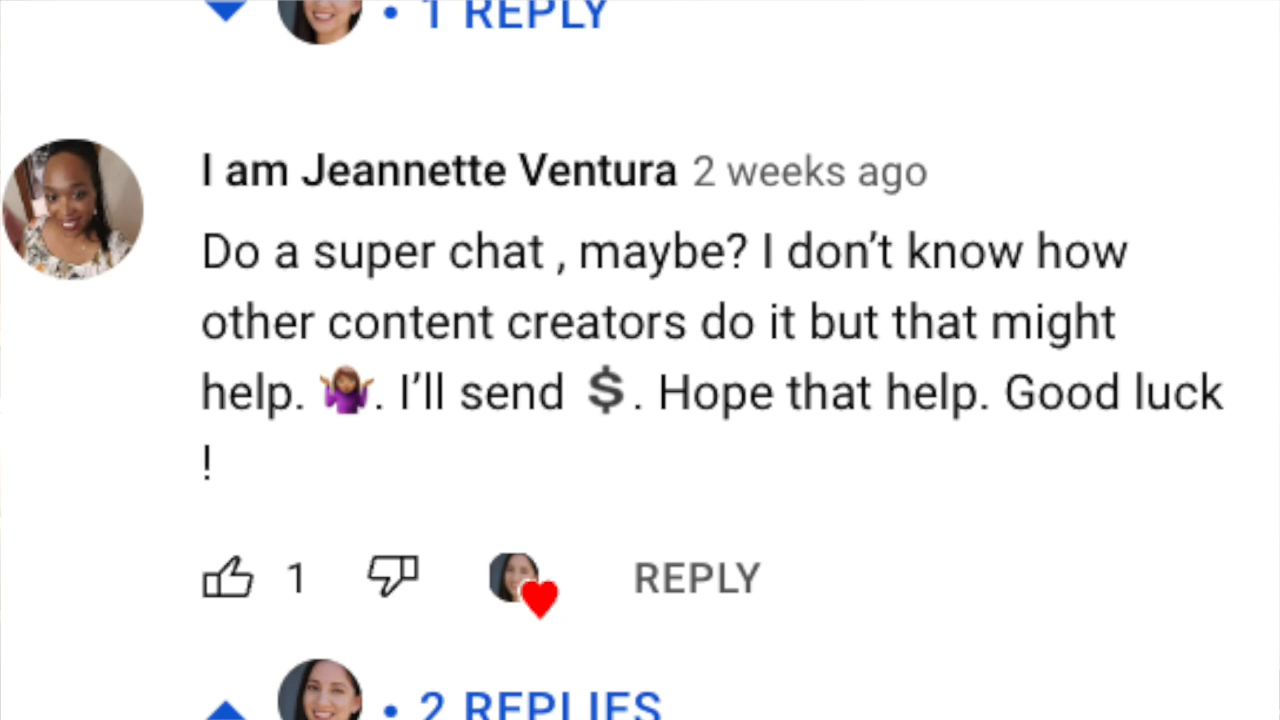 • 1 REPLY
I am Jeannette Ventura 2 weeks ago
Do a super chat , maybe? I don’t know how
other content creators do it but that might
help. 🤷🏽‍♀️. I’ll send 💲. Hope that help. Good luck
!
1 REPLY
• 2 REPLIES